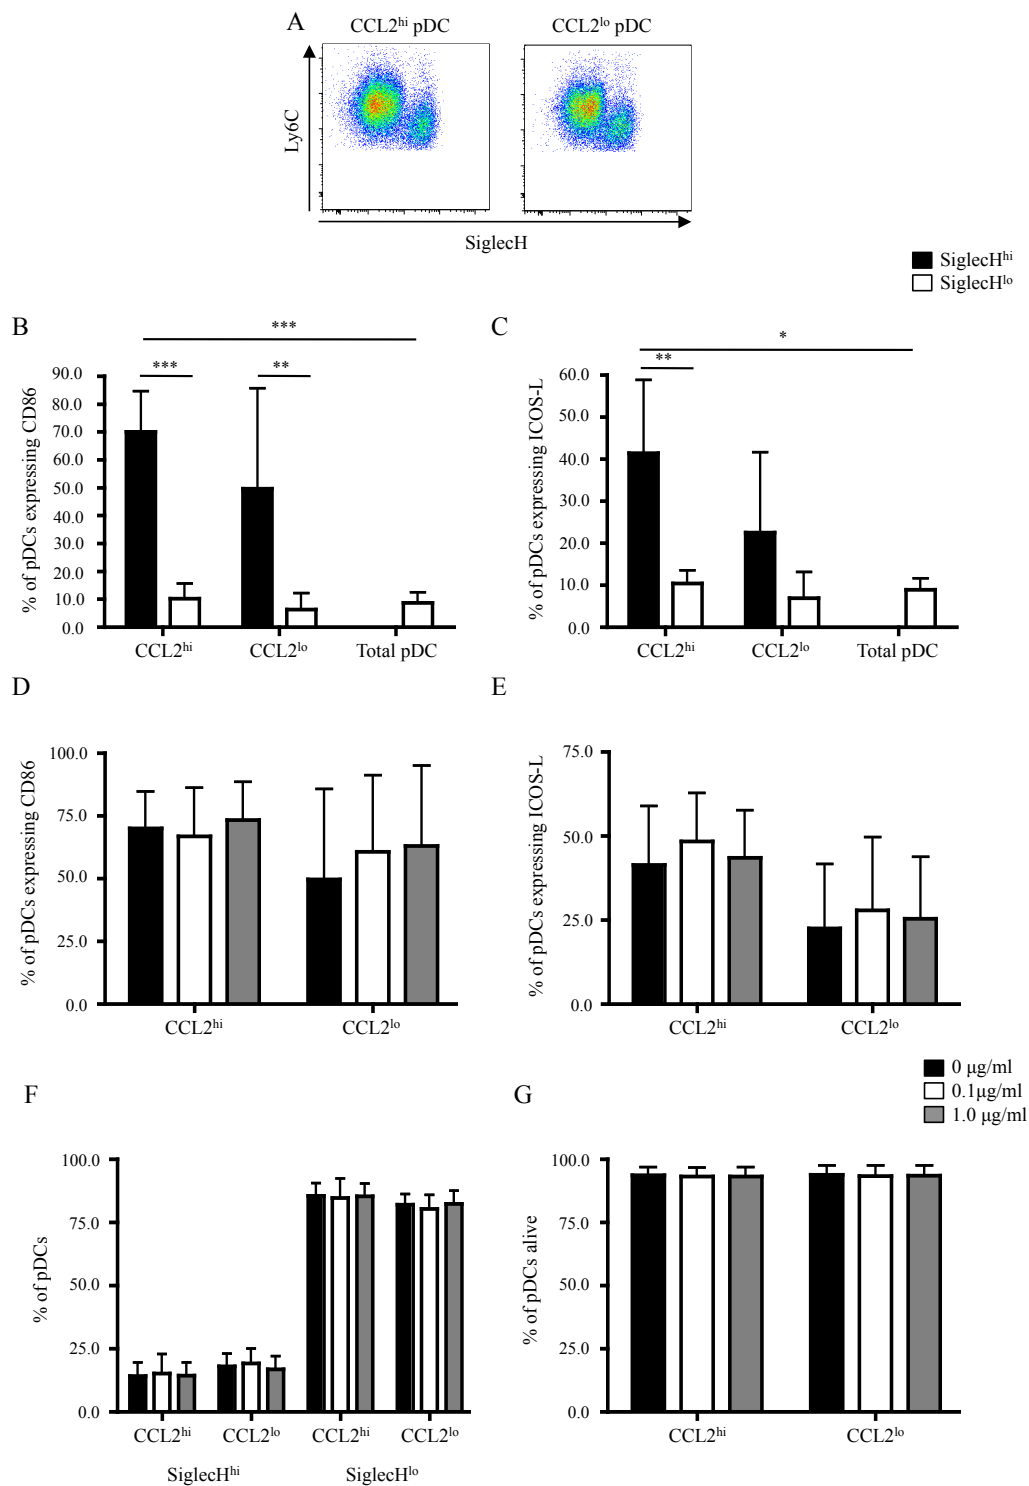 A
CCL2hi pDC
CCL2lo pDC
Ly6C
SiglecH
SiglecHhi
SiglecHlo
B
***
***
**
% of pDCs expressing CD86
90.0
80.0
70.0
60.0
50.0
40.0
30.0
20.0
10.0
0.0
CCL2hi
CCL2lo
Total pDC
C
*
**
% of pDCs expressing ICOS-L
60.0
50.0
40.0
30.0
20.0
10.0
0.0
CCL2hi
CCL2lo
Total pDC
D
% of pDCs expressing CD86
100.0
75.0
50.0
25.0
0.0
CCL2hi
CCL2lo
E
% of pDCs expressing ICOS-L
75.0
50.0
25.0
0.0
CCL2hi
CCL2lo
0 μg/ml
0.1μg/ml
1.0 μg/ml
F
% of pDCs
100.0
75.0
50.0
25.0
0.0
CCL2hi
CCL2lo
CCL2hi
CCL2lo
SiglecHhi
SiglecHlo
G
% of pDCs alive
100.0
75.0
50.0
25.0
0.0
CCL2hi
CCL2lo